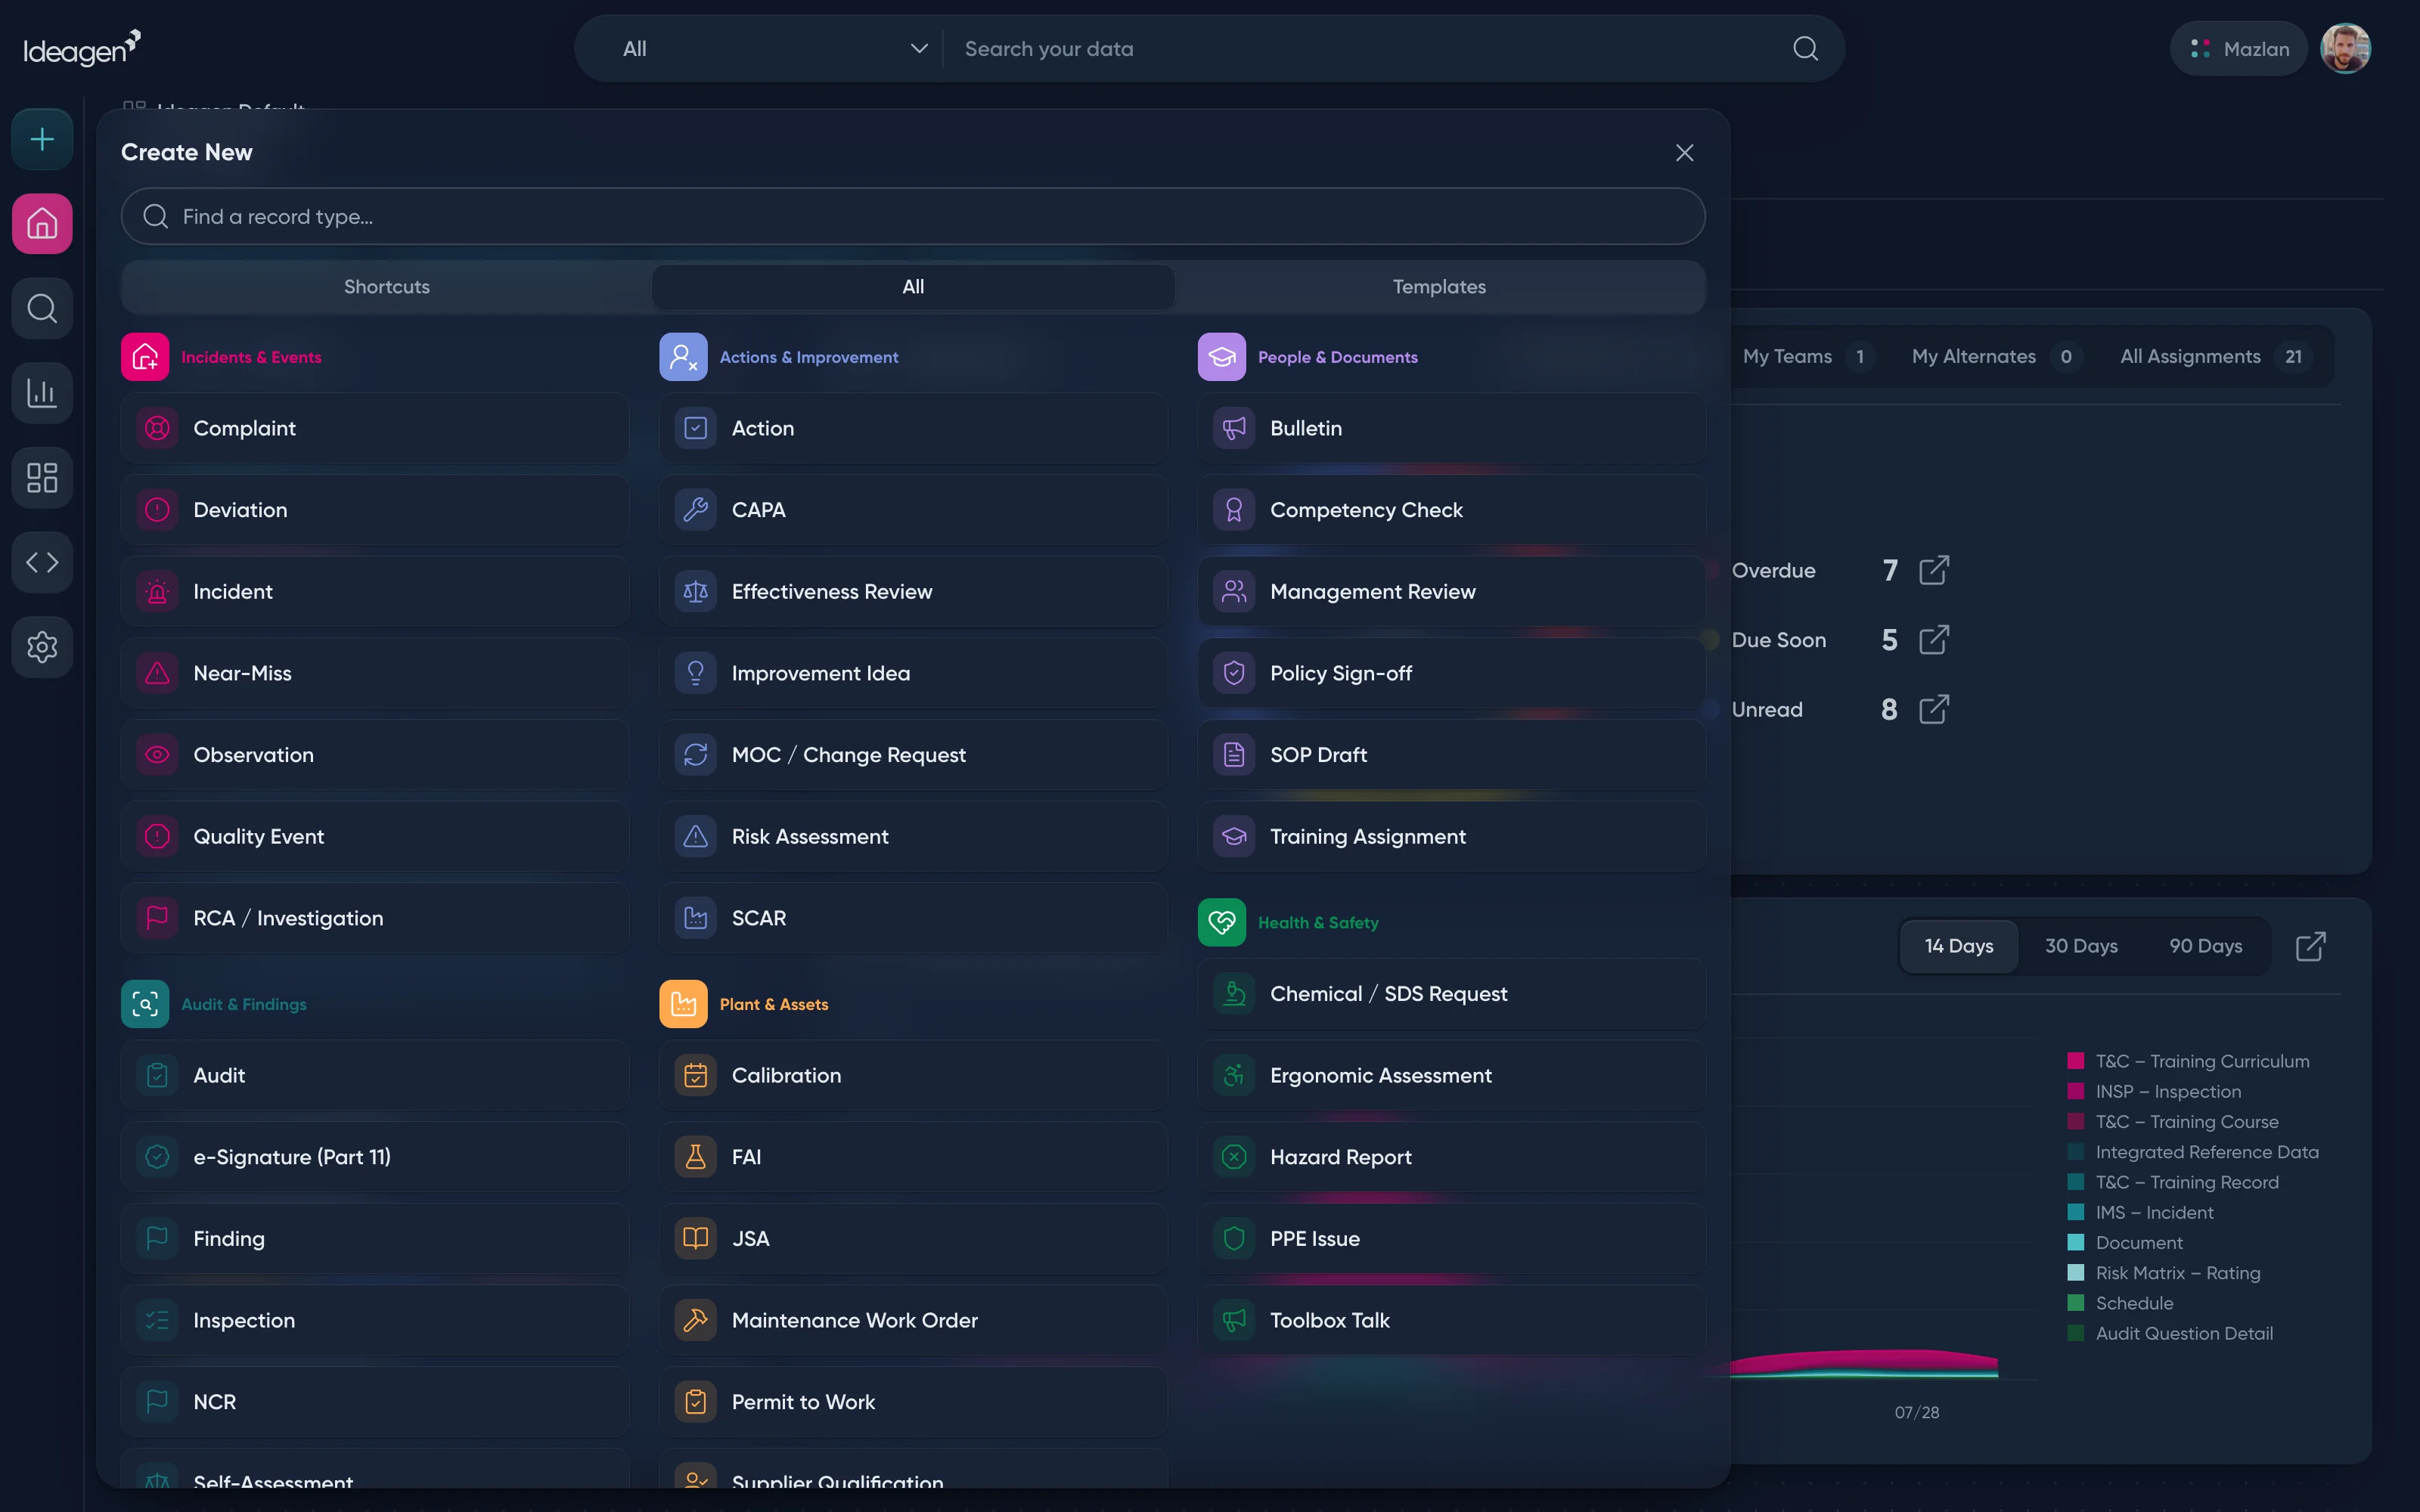 Ideagen
All
Search your data
Mazlan
Ideagen Default
Create New
Find a record type...
Shortcuts
All
Templates
Incidents & Events
Complaint
Deviation
Incident
Near-Miss
Observation
Quality Event
RCA / Investigation
Audit & Findings
Audit
e-Signature (Part 11)
Finding
Inspection
NCR
Self-Assessment
Actions & Improvement
Action
CAPA
Effectiveness Review
Improvement Idea
MOC / Change Request
Risk Assessment
SCAR
Plant & Assets
Calibration
FAI
JSA
Maintenance Work Order
Permit to Work
Supplier Qualification
People & Documents
Bulletin
Competency Check
Management Review
Policy Sign-off
SOP Draft
Training Assignment
Health & Safety
Chemical / SDS Request
Ergonomic Assessment
Hazard Report
PPE Issue
Toolbox Talk
My Teams 1
My Alternates 0
All Assignments 21
Overdue 7
Due Soon 5
Unread 8
14 Days
30 Days
90 Days
T&C – Training Curriculum
INSP – Inspection
T&C – Training Course
Integrated Reference Data
T&C – Training Record
IMS – Incident
Document
Risk Matrix – Rating
Schedule
Audit Question Detail
07/28